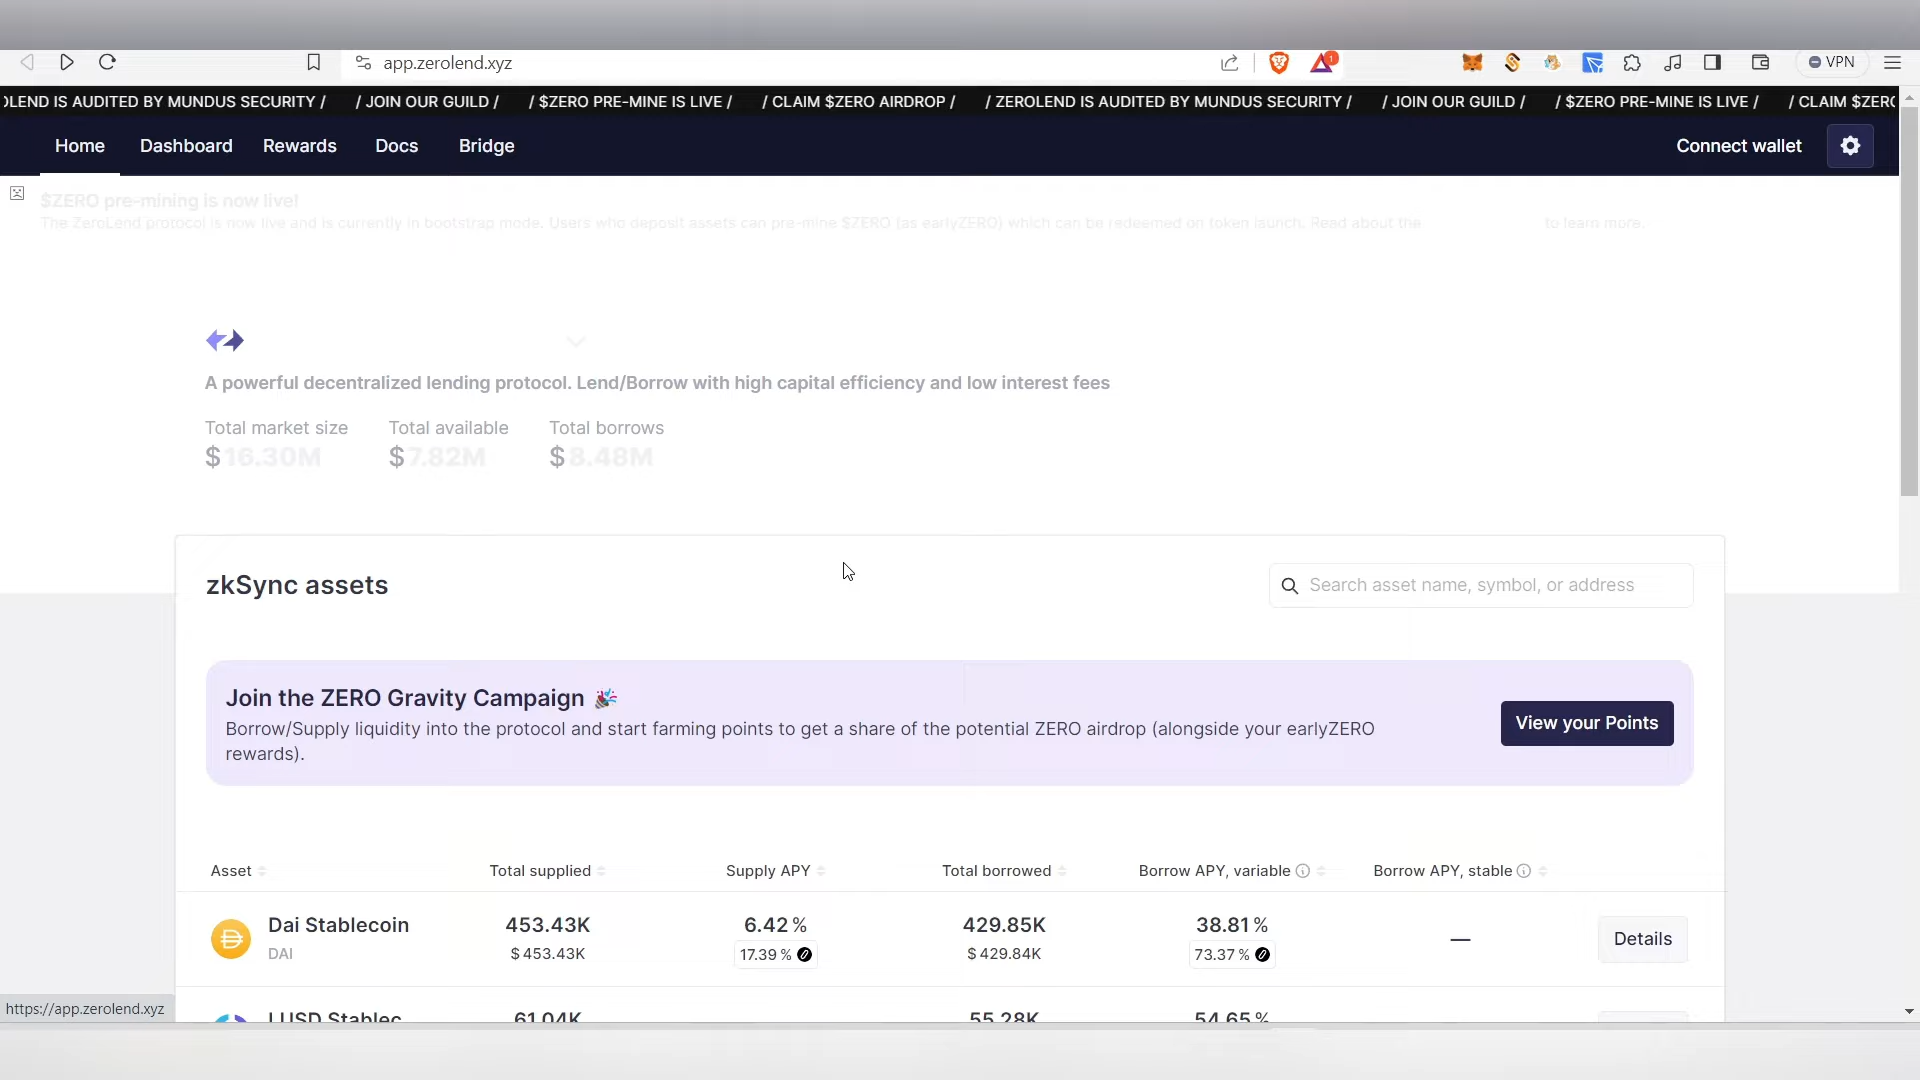 app.zerolend.xyz
1
VPN
LEND IS AUDITED BY MUNDUS SECURITY / / JOIN OUR GUILD / / $ZERO PRE-MINE IS LIVE / / CLAIM $ZERO AIRDROP / / ZEROLEND IS AUDITED BY MUNDUS SECURITY / / JOIN OUR GUILD / / $ZERO PRE-MINE IS LIVE / / CLAIM $ZERO
Home Dashboard Rewards Docs Bridge Connect wallet
$ZERO pre-mining is now live!
The ZeroLend protocol is now live and is currently in bootstrap mode. Users who deposit assets can pre-mine $ZERO (as earlyZERO) which can be redeemed on token launch. Read about the to learn more.
A powerful decentralized lending protocol. Lend/Borrow with high capital efficiency and low interest fees
Total market size Total available Total borrows
$16.30M $7.82M $8.48M
zkSync assets Search asset name, symbol, or address
Join the ZERO Gravity Campaign 🎉
Borrow/Supply liquidity into the protocol and start farming points to get a share of the potential ZERO airdrop (alongside your earlyZERO
rewards).
View your Points
Asset Total supplied Supply APY Total borrowed Borrow APY, variable Borrow APY, stable
Dai Stablecoin 453.43K 6.42 % 429.85K 38.81 % — Details
DAI $ 453.43K 17.39 % $ 429.84K 73.37 %
https://app.zerolend.xyz
LUSD Stablec 61.04K 55.28K 54.65 %